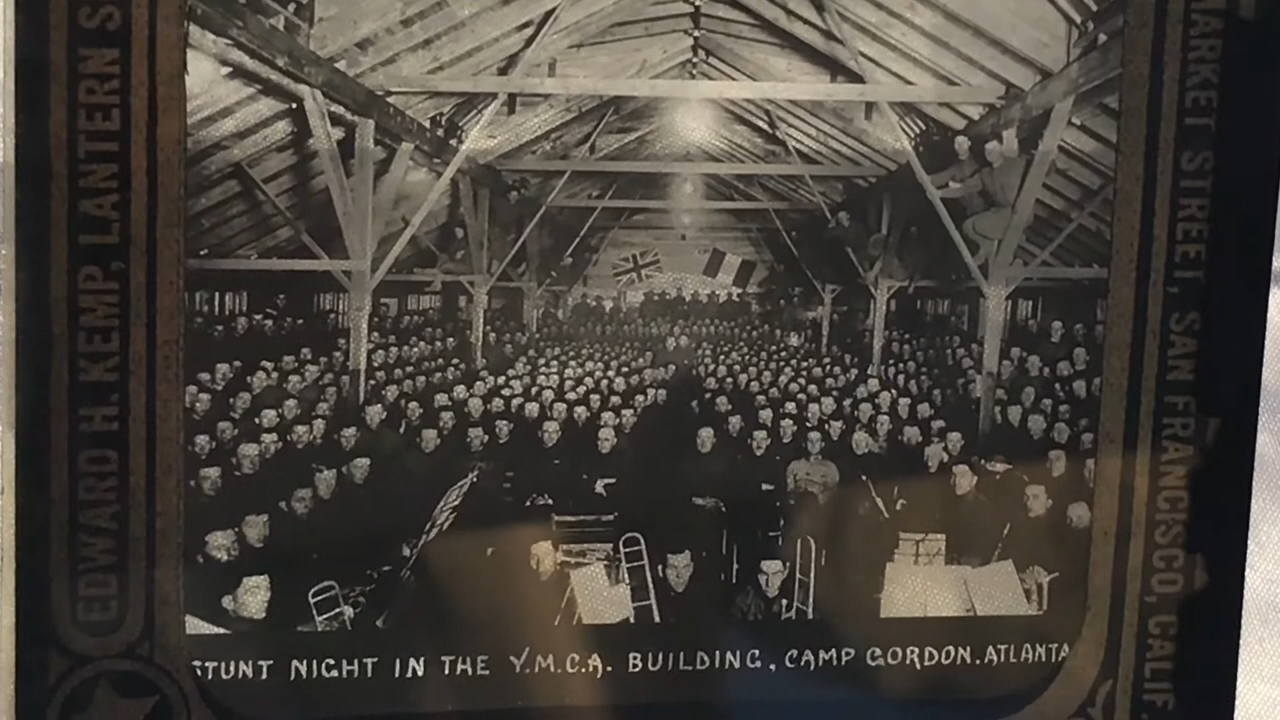 EDWARD H. KEMP, LANTERN
STUNT NIGHT IN THE Y.M.C.A. BUILDING, CAMP GORDON. ATLANTA
MARKET STREET, SAN FRANCISCO, CALIF